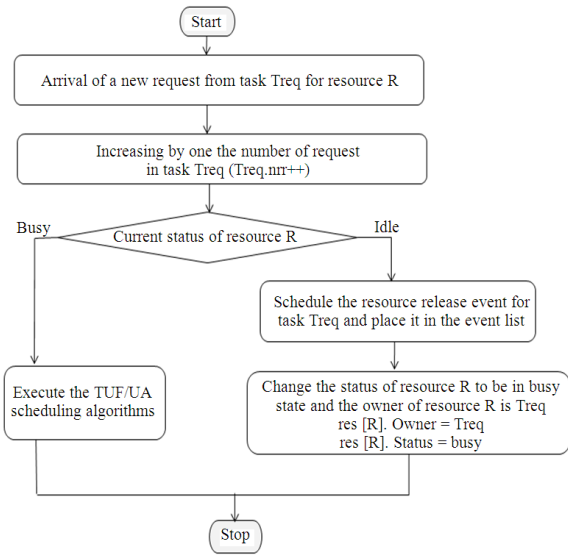 Start
Arrival of a new request from task Treq for resource R
Increasing by one the number of request
in task Treq (Treq.nrr++)
Busy
Current status of resource R
Idle
Schedule the resource release event for
task Treq and place it in the event list
Execute the TUF/UA
scheduling algorithms
Change the status of resource R to be in busy
state and the owner of resource R is Treq
res [R]. Owner = Treq
res [R]. Status = busy
Stop